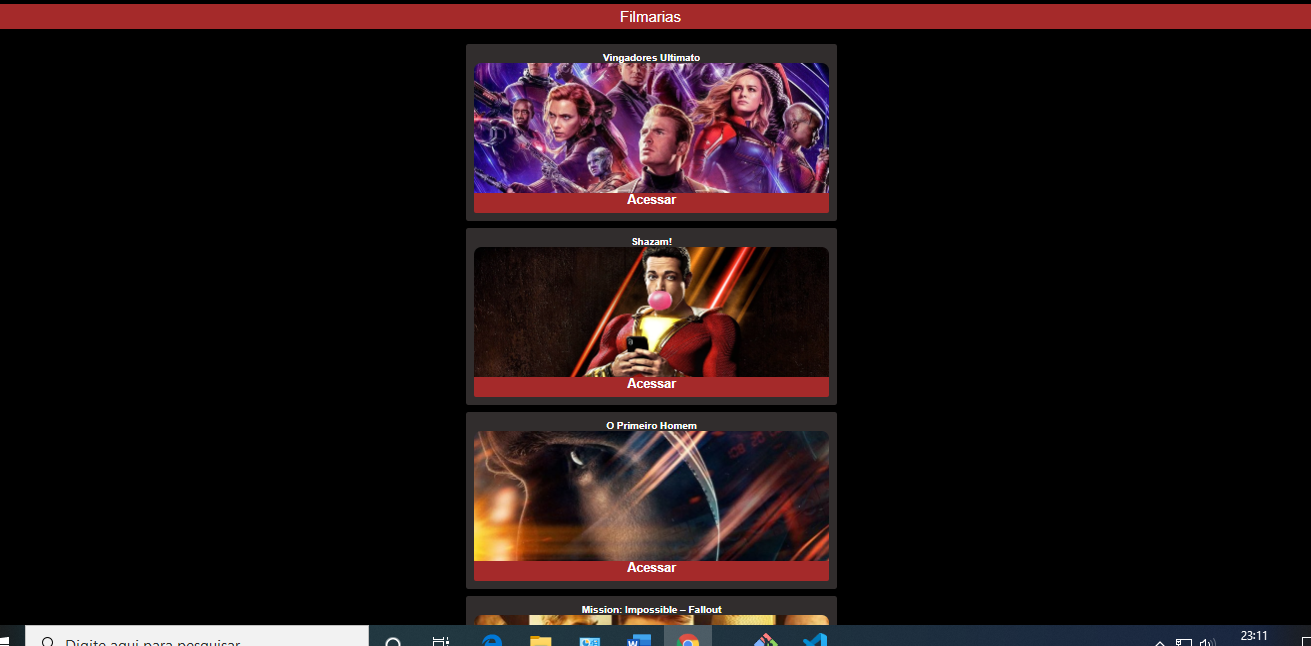 Filmarias
Vingadores Ultimato
Acessar
Shazam!
Acessar
O Primeiro Homem
Acessar
Mission: Impossible – Fallout
Digite aqui para pesquisar
23:11